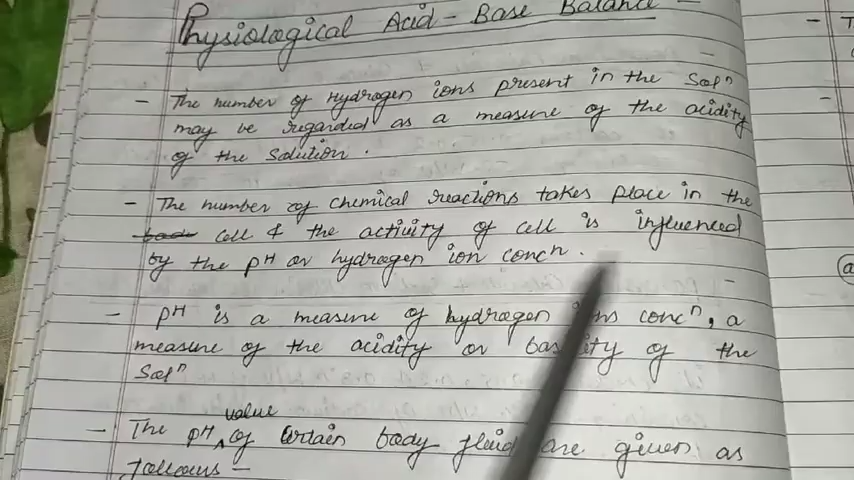 Physiological Acid - Base Balance -
- The number of Hydrogen ions present in the Solⁿ
may be regarded as a measure of the acidity
of the solution.
- The number of chemical reactions takes place in the
cell & the activity of cell is influenced
by the pH or hydrogen ion concⁿ.
- pH is a measure of hydrogen ions concⁿ, a
measure of the acidity or basicity of the
Solⁿ
value
- The pH ^ of certain body fluid are given as
follows -